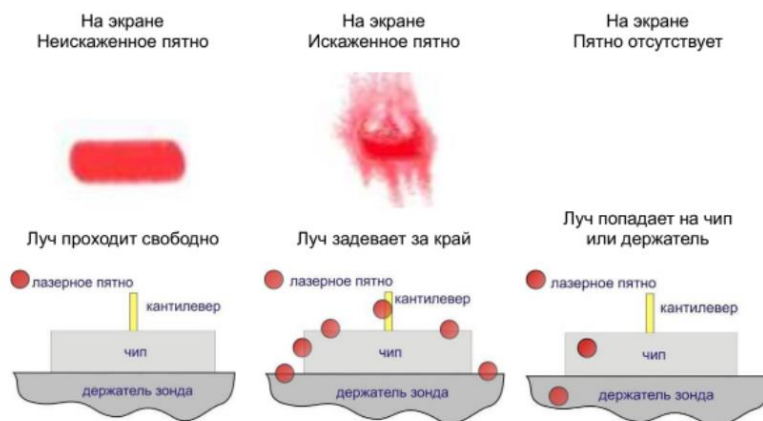 На экране
Неискаженное пятно
На экране
Искаженное пятно
На экране
Пятно отсутствует
Луч проходит свободно
Луч задевает за край
Луч попадает на чип
или держатель
лазерное пятно
кантилевер
чип
держатель зонда
лазерное пятно
кантилевер
чип
держатель зонда
лазерное пятно
кантилевер
чип
держатель зонда